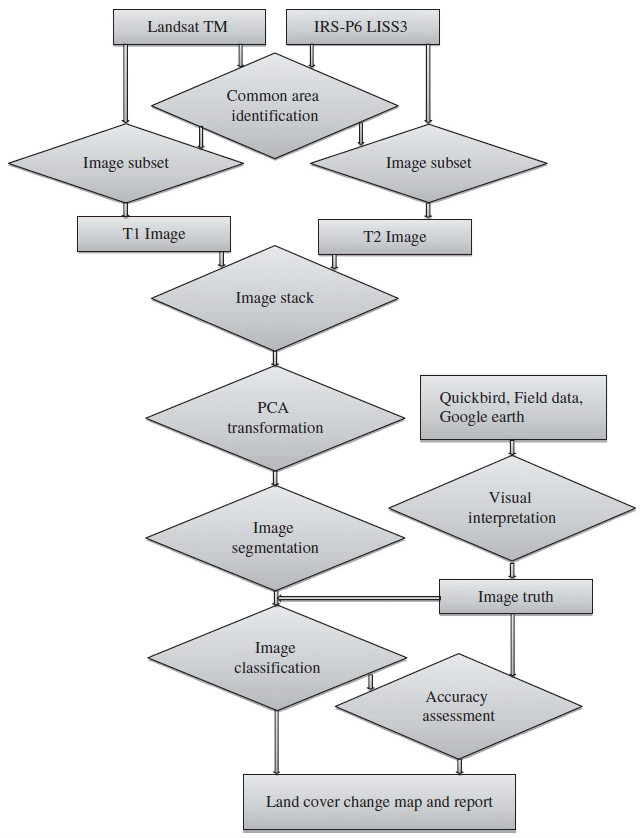 Landsat TM
IRS-P6 LISS3
Common area
identification
Image subset
Image subset
T1 Image
T2 Image
Image stack
PCA
transformation
Quickbird, Field data,
Google earth
Visual
interpretation
Image
segmentation
Image truth
Image
classification
Accuracy
assessment
Land cover change map and report